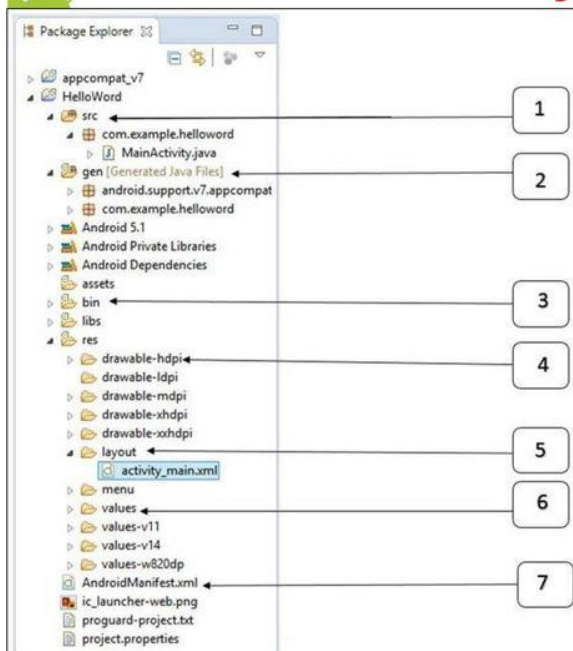 Package Explorer
appcompat_v7
HelloWord
src
1
com.example.helloword
MainActivity.java
gen [Generated Java Files]
2
android.support.v7.appcompat
com.example.helloword
Android 5.1
Android Private Libraries
Android Dependencies
assets
bin
3
libs
res
drawable-hdpi
4
drawable-ldpi
drawable-mdpi
drawable-xhdpi
drawable-xxhdpi
layout
5
activity_main.xml
menu
values
6
values-v11
values-v14
values-w820dp
AndroidManifest.xml
7
ic_launcher-web.png
proguard-project.txt
project.properties